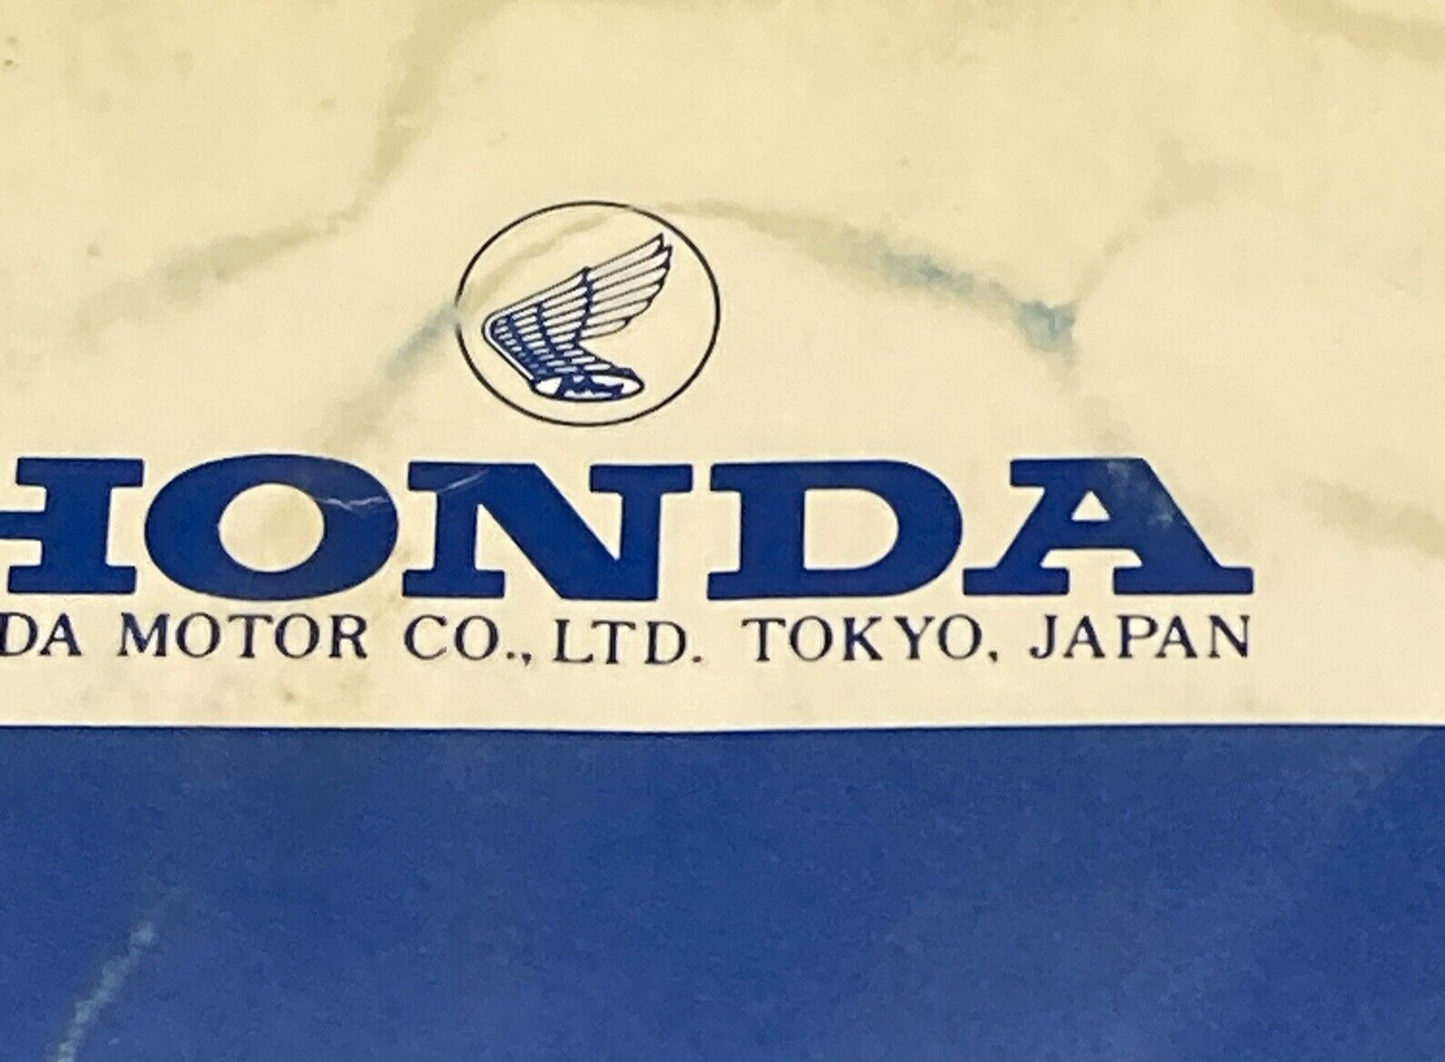 HONDA
DA MOTOR CO., LTD. TOKYO, JAPAN